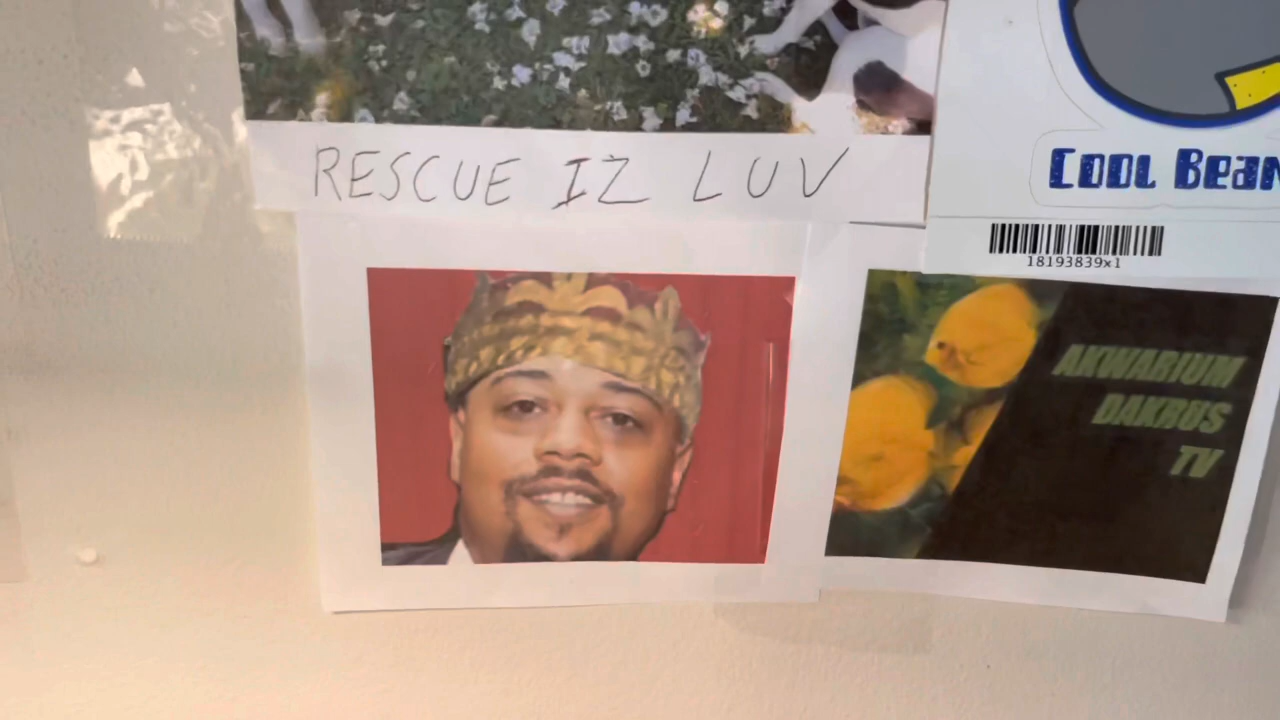 RESCUE IZ LUV
COOL Bean
18193839x1
AKWARIUM
DAKRUS
TV